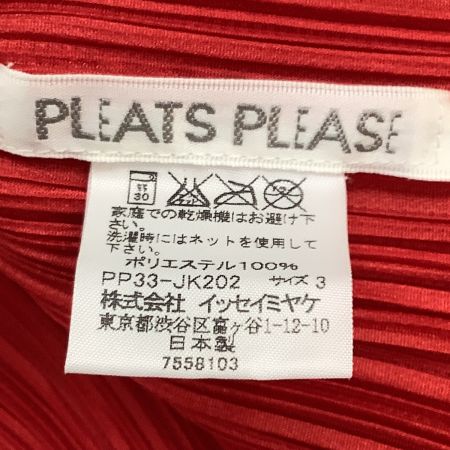 PLEATS PLEASE
30
家庭での乾燥機はお避け下
さい。
洗濯時にはネットを使用して
下さい。
ポリエステル100%
PP33-JK202 サイズ 3
株式会社 イッセイミヤケ
東京都渋谷区富ヶ谷1-12-10
日本製
7558103